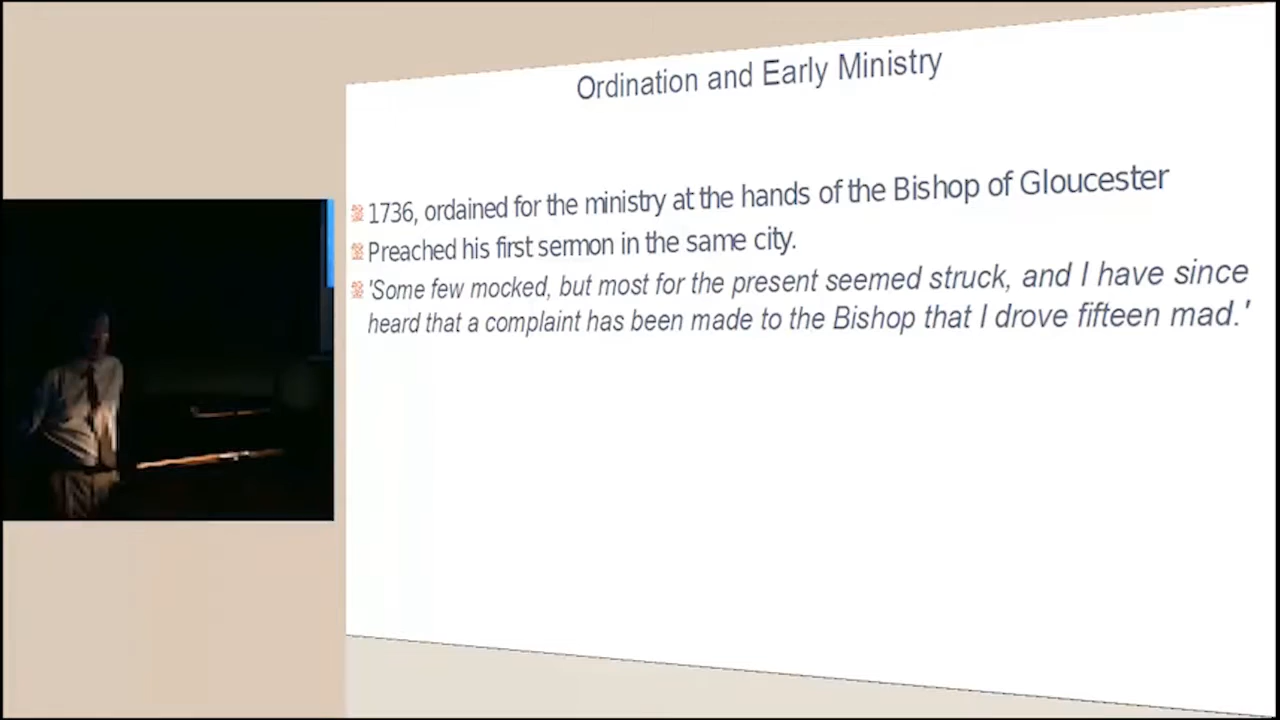 Ordination and Early Ministry
1736, ordained for the ministry at the hands of the Bishop of Gloucester
Preached his first sermon in the same city.
'Some few mocked, but most for the present seemed struck, and I have since
heard that a complaint has been made to the Bishop that I drove fifteen mad.'